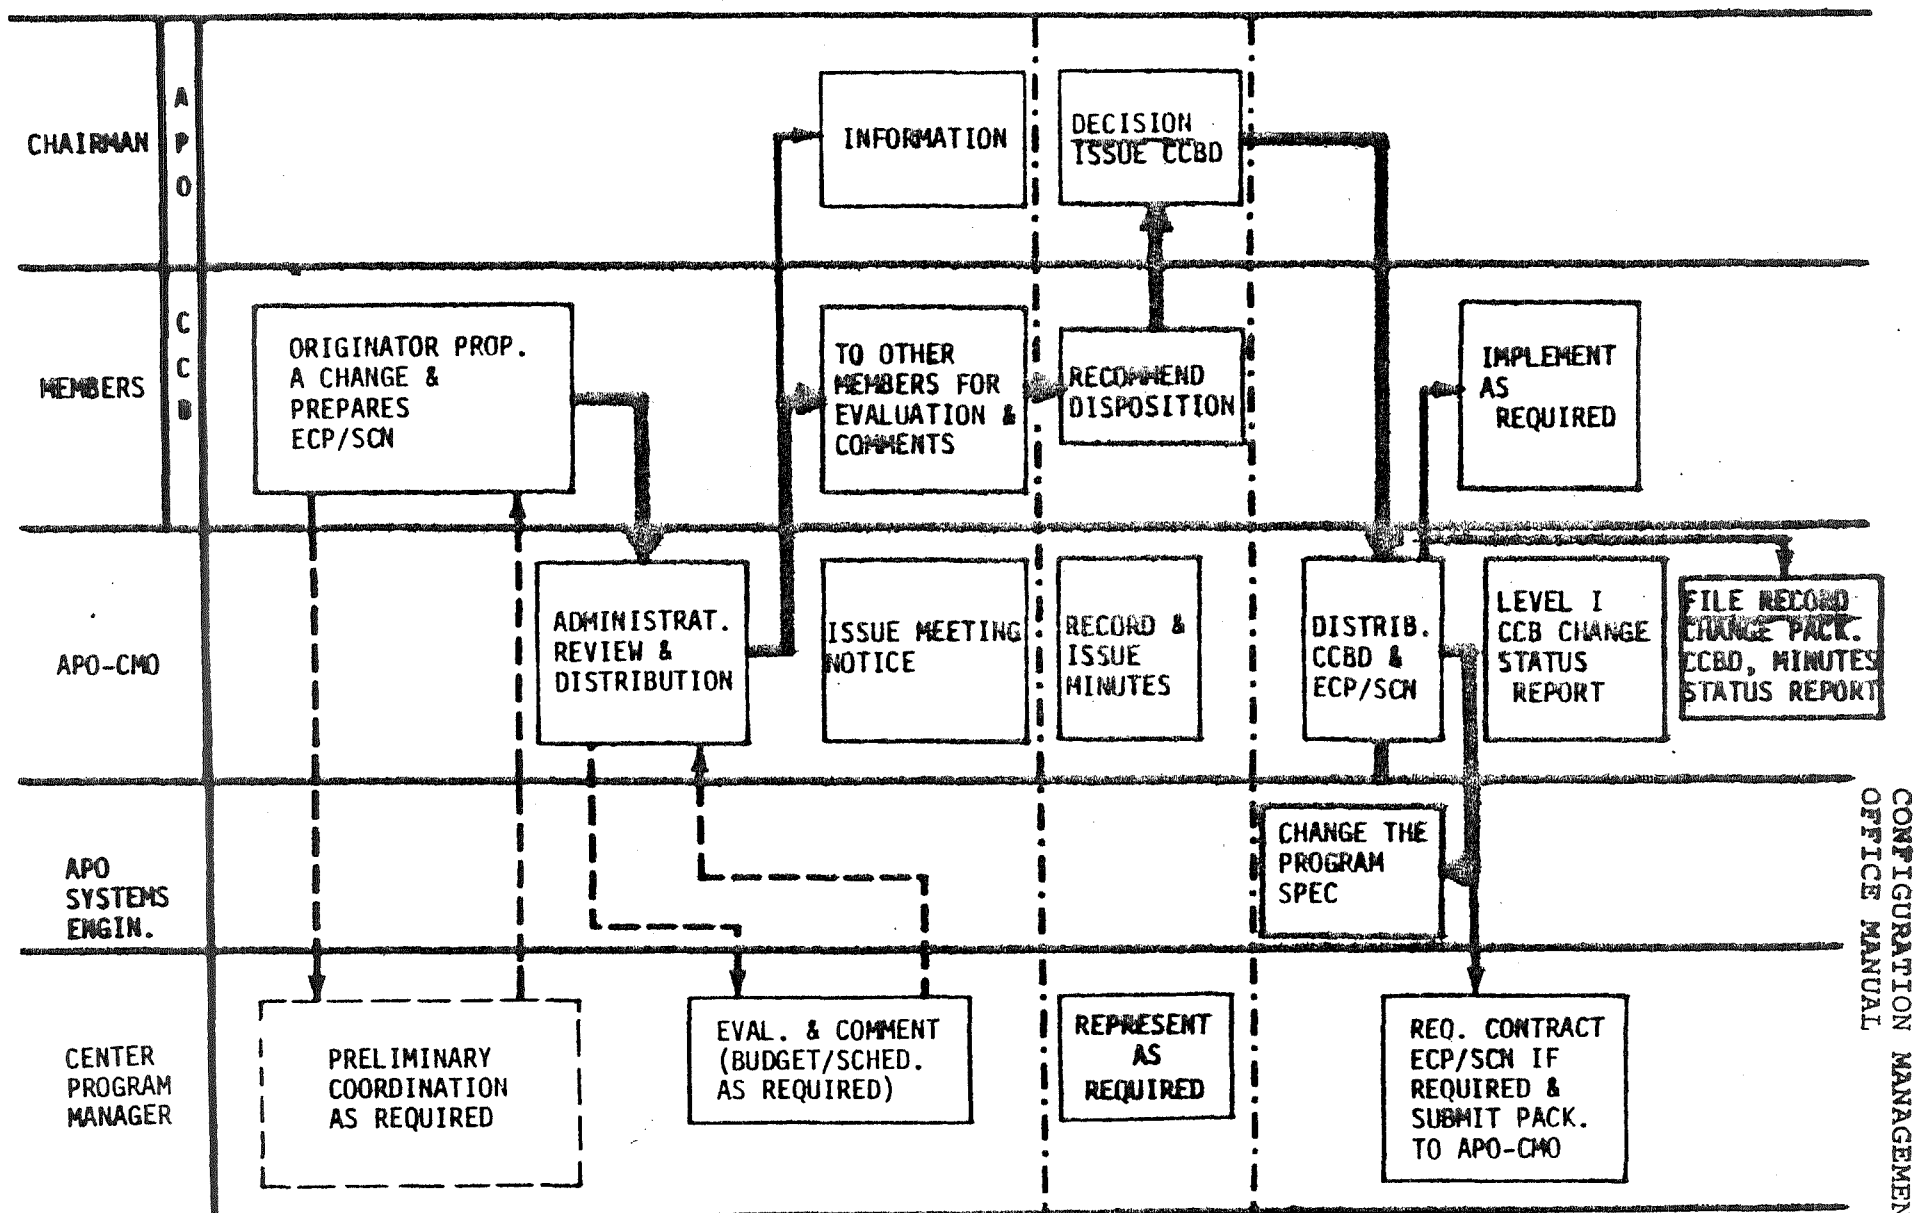 CHAIRMAN
APO
CCB
INFORMATION
DECISION
ISSUE CCBD
MEMBERS
ORIGINATOR PROP.
A CHANGE &
PREPARES
ECP/SCN
TO OTHER
MEMBERS FOR
EVALUATION &
COMMENTS
RECOMMEND
DISPOSITION
IMPLEMENT
AS
REQUIRED
APO-CMO
ADMINISTRAT.
REVIEW &
DISTRIBUTION
ISSUE MEETING
NOTICE
RECORD &
ISSUE
MINUTES
DISTRIB.
CCBD &
ECP/SCN
LEVEL I
CCB CHANGE
STATUS
REPORT
FILE RECORD
CHANGE PACK.
CCBD, MINUTES
STATUS REPORT
APO
SYSTEMS
ENGIN.
CHANGE THE
PROGRAM
SPEC
CENTER
PROGRAM
MANAGER
PRELIMINARY
COORDINATION
AS REQUIRED
EVAL. & COMMENT
(BUDGET/SCHED.
AS REQUIRED)
REPRESENT
AS
REQUIRED
REQ. CONTRACT
ECP/SCN IF
REQUIRED &
SUBMIT PACK.
TO APO-CMO
CONFIGURATION MANAGEMEN
OFFICE MANUAL